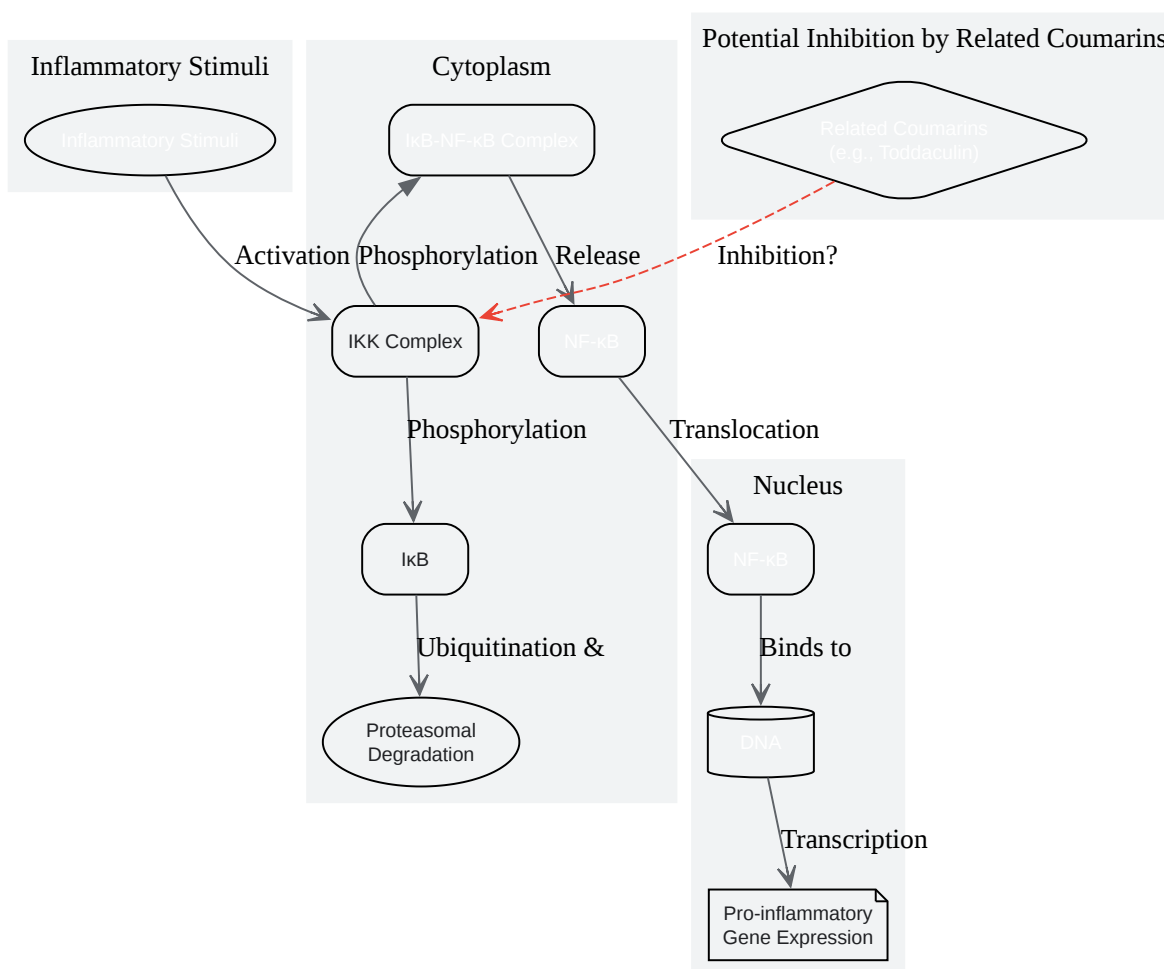 Potential Inhibition by Related Coumarins
Inflammatory Stimuli
Cytoplasm
Inflammatory Stimuli
IκB-NF-κB Complex
Related Coumarins
(e.g., Toddaculin)
Activation
Phosphorylation
Release
Inhibition?
IKK Complex
NF-κB
Phosphorylation
Translocation
Nucleus
IκB
NF-κB
Ubiquitination &
Binds to
Proteasomal
Degradation
DNA
Transcription
Pro-inflammatory
Gene Expression